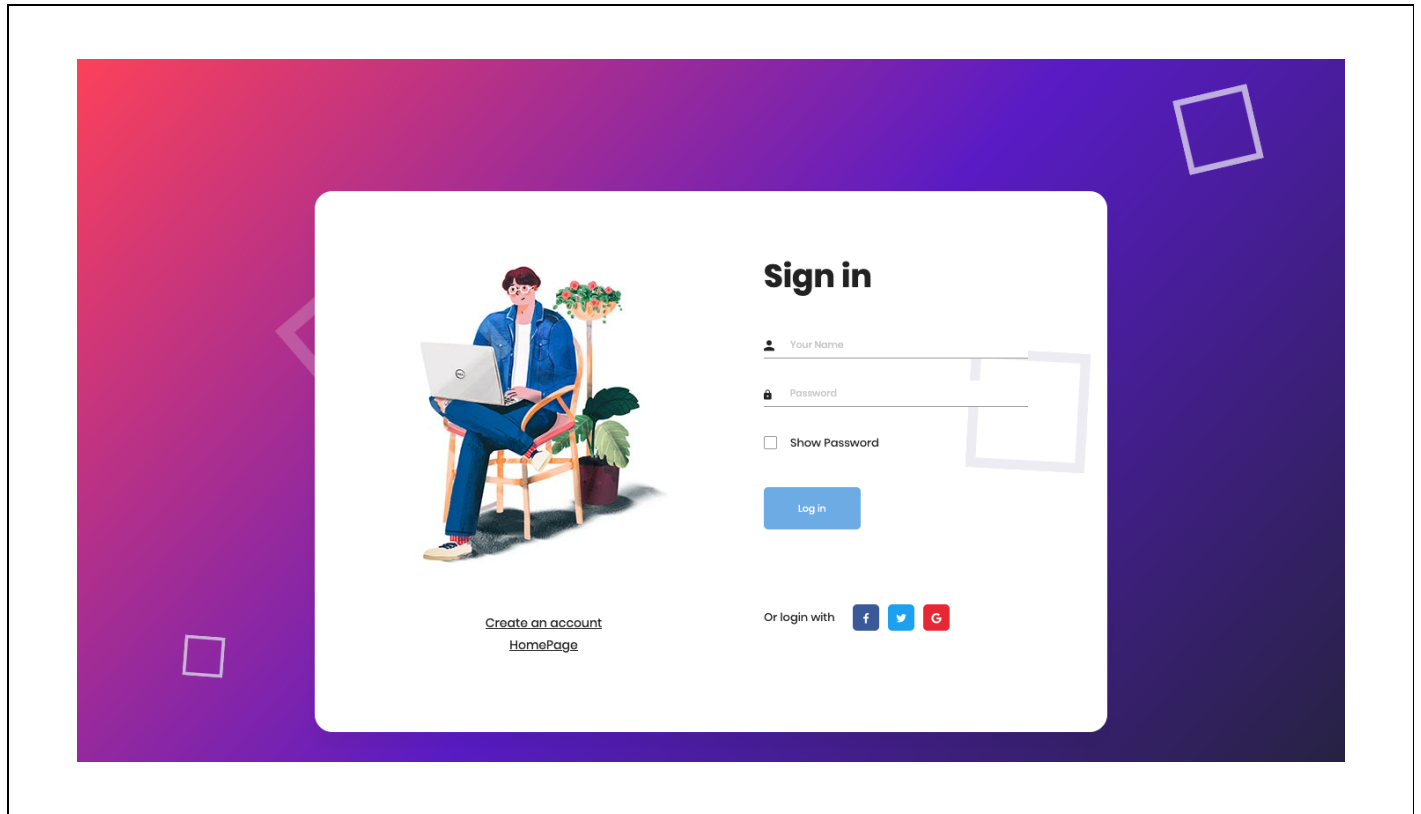 Sign in
Your Name
Password
Show Password
Log in
Or login with
Create an account
HomePage